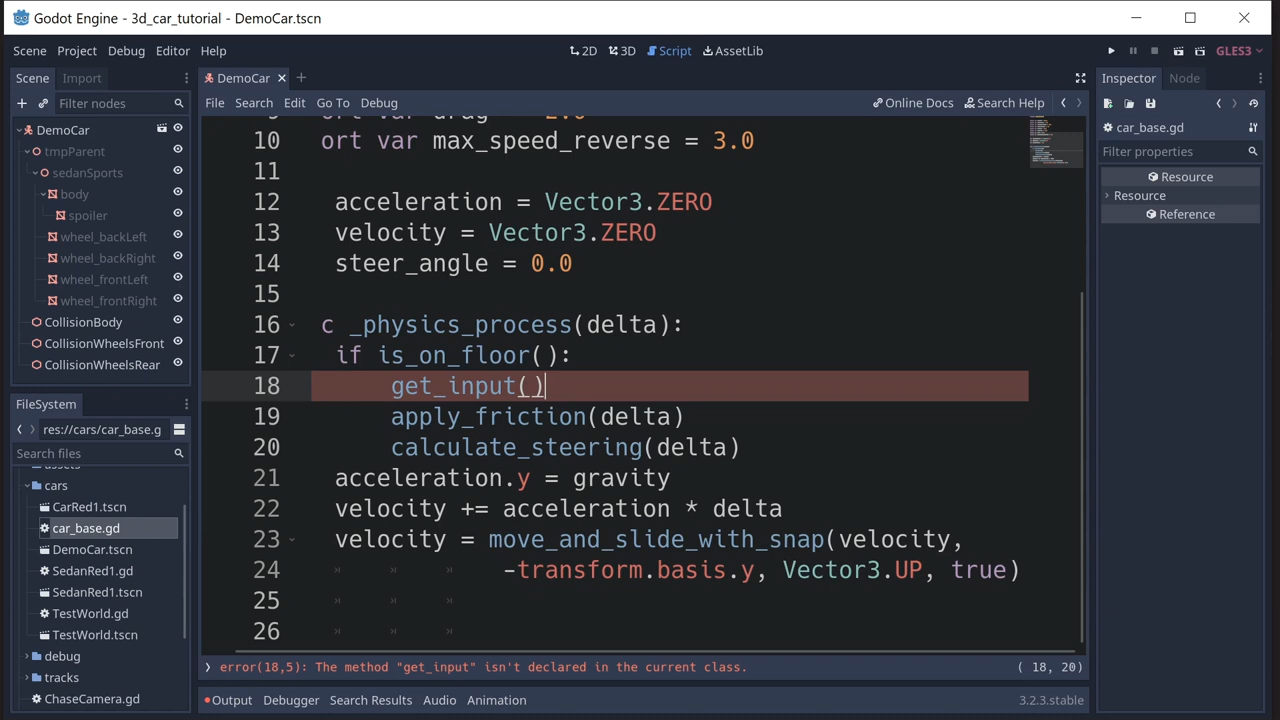 Godot Engine - 3d_car_tutorial - DemoCar.tscn
Scene Project Debug Editor Help
2D 3D Script AssetLib
GLES3
Scene Import
Filter nodes
DemoCar
tmpParent
sedanSports
body
spoiler
wheel_backLeft
wheel_backRight
wheel_frontLeft
wheel_frontRight
CollisionBody
CollisionWheelsFront
CollisionWheelsRear
FileSystem
res://cars/car_base.g
Search files
assets
cars
CarRed1.tscn
car_base.gd
DemoCar.tscn
SedanRed1.gd
SedanRed1.tscn
TestWorld.gd
TestWorld.tscn
debug
tracks
ChaseCamera.gd
DemoCar
File Search Edit Go To Debug
Online Docs Search Help
9 ort var drag = 2.0
10 ort var max_speed_reverse = 3.0
11
12 acceleration = Vector3.ZERO
13 velocity = Vector3.ZERO
14 steer_angle = 0.0
15
16 c _physics_process(delta):
17 if is_on_floor():
18 get_input()
19 apply_friction(delta)
20 calculate_steering(delta)
21 acceleration.y = gravity
22 velocity += acceleration * delta
23 velocity = move_and_slide_with_snap(velocity,
24 -transform.basis.y, Vector3.UP, true)
25
26
error(18,5): The method "get_input" isn't declared in the current class.
( 18, 20)
Output Debugger Search Results Audio Animation
3.2.3.stable
Inspector Node
car_base.gd
Filter properties
Resource
Resource
Reference